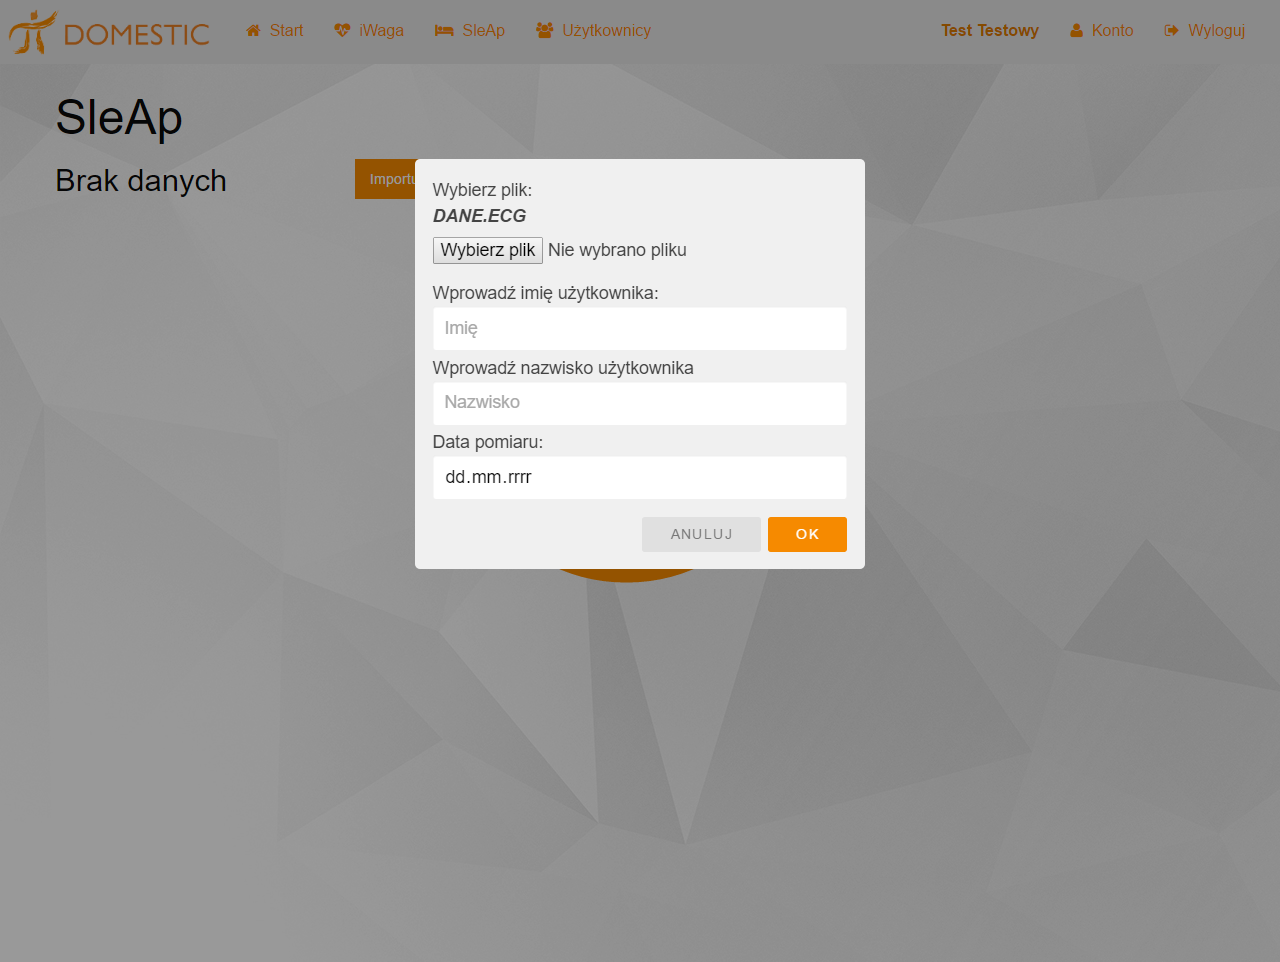 DOMESTIC Start iWaga SleAp Użytkownicy Test Testowy Konto Wyloguj
SleAp
Brak danych
Wybierz plik:
DANE.ECG
Wybierz plik Nie wybrano pliku
Wprowadź imię użytkownika:
Imię
Wprowadź nazwisko użytkownika
Nazwisko
Data pomiaru:
dd.mm.rrrr
ANULUJ OK